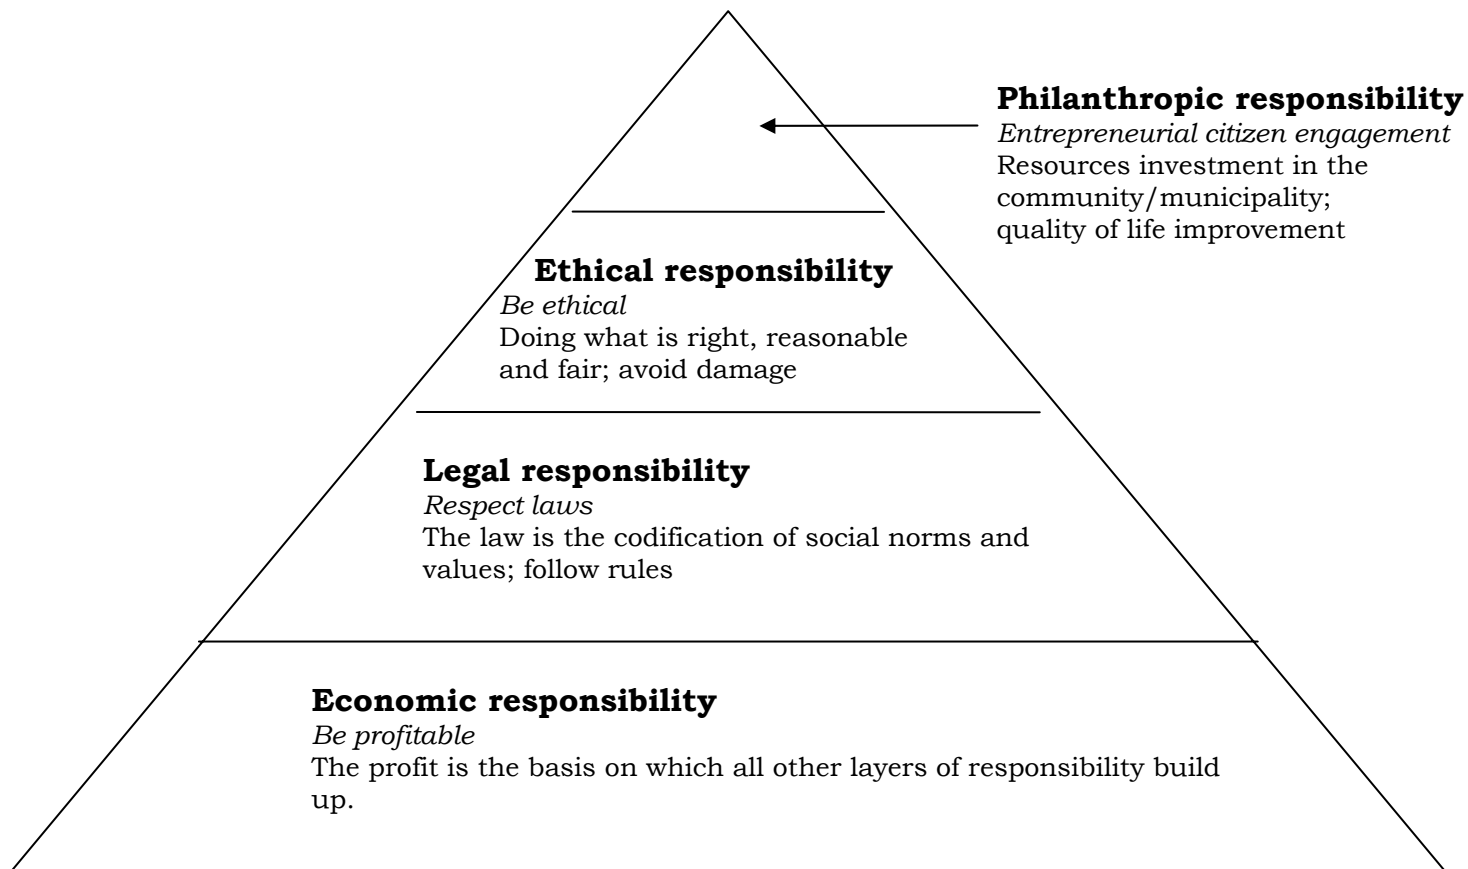 Philanthropic responsibility
Entrepreneurial citizen engagement
Resources investment in the
community/municipality;
quality of life improvement
Ethical responsibility
Be ethical
Doing what is right, reasonable
and fair; avoid damage
Legal responsibility
Respect laws
The law is the codification of social norms and
values; follow rules
Economic responsibility
Be profitable
The profit is the basis on which all other layers of responsibility build
up.